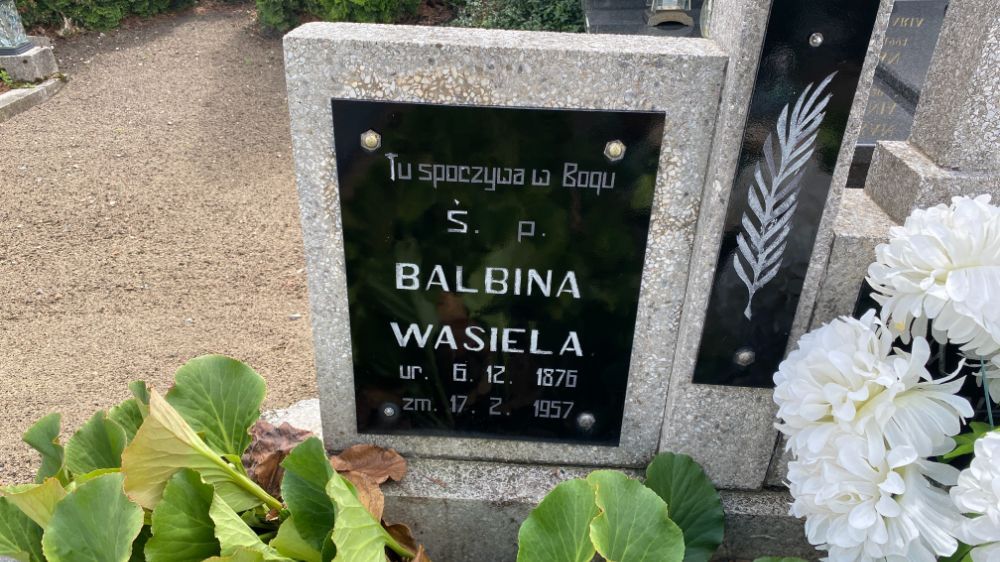 Tu spoczywa w Bogu
Ś. p.
BALBINA
WASIELA
ur. 6. 12. 1876
zm. 17. 2. 1957